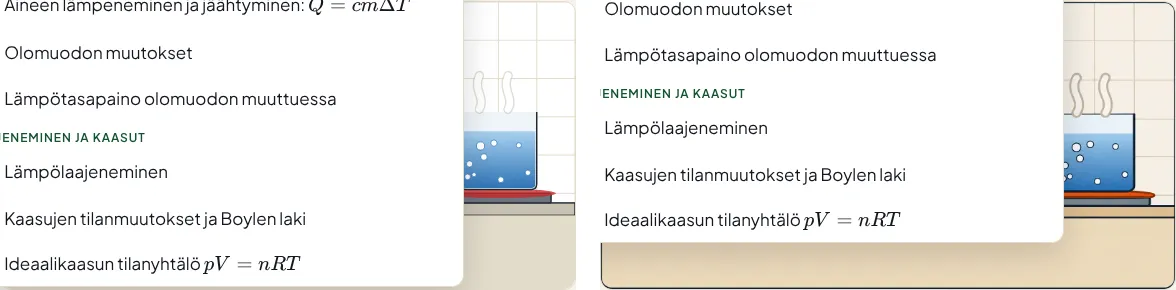 Aineen lämpeneminen ja jäähtyminen: Q = cmΔT
Olomuodon muutokset
Lämpötasapaino olomuodon muuttuessa
ENEMINEN JA KAASUT
Lämpölaajeneminen
Kaasujen tilanmuutokset ja Boylen laki
Ideaalikaasun tilanyhtälö pV = nRT
Olomuodon muutokset
Lämpötasapaino olomuodon muuttuessa
ENEMINEN JA KAASUT
Lämpölaajeneminen
Kaasujen tilanmuutokset ja Boylen laki
Ideaalikaasun tilanyhtälö pV = nRT